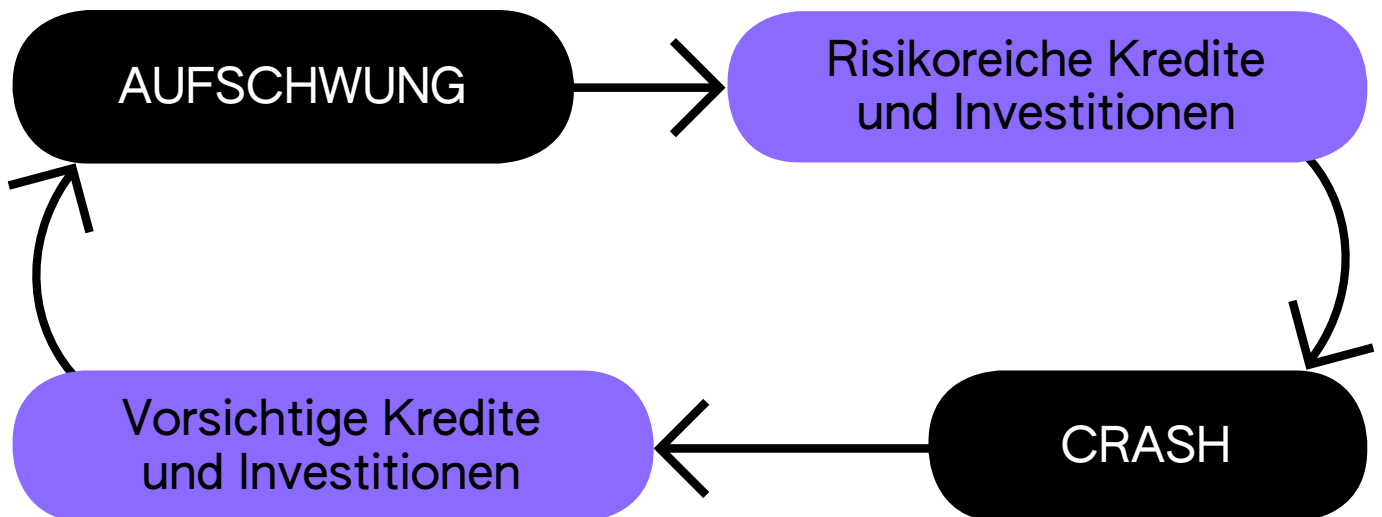 AUFSCHWUNG
Risikoreiche Kredite
und Investitionen
Vorsichtige Kredite
und Investitionen
CRASH